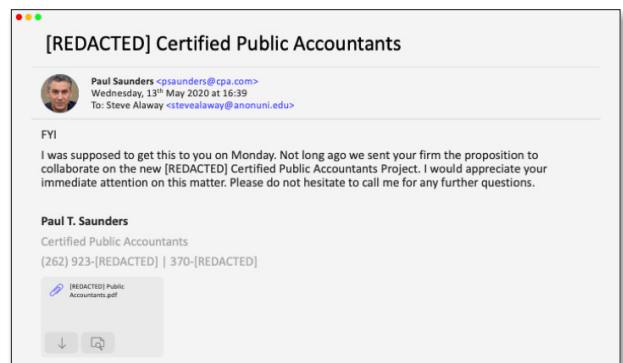 [REDACTED] Certified Public Accountants
Paul Saunders <psaunders@cpa.com>
Wednesday, 13th May 2020 at 16:39
To: Steve Alaway <stevealaway@anonuni.edu>
FYI
I was supposed to get this to you on Monday. Not long ago we sent your firm the proposition to
collaborate on the new [REDACTED] Certified Public Accountants Project. I would appreciate your
immediate attention on this matter. Please do not hesitate to call me for any further questions.
Paul T. Saunders
Certified Public Accountants
(262) 923-[REDACTED] | 370-[REDACTED]
[REDACTED] Public
Accountants.pdf